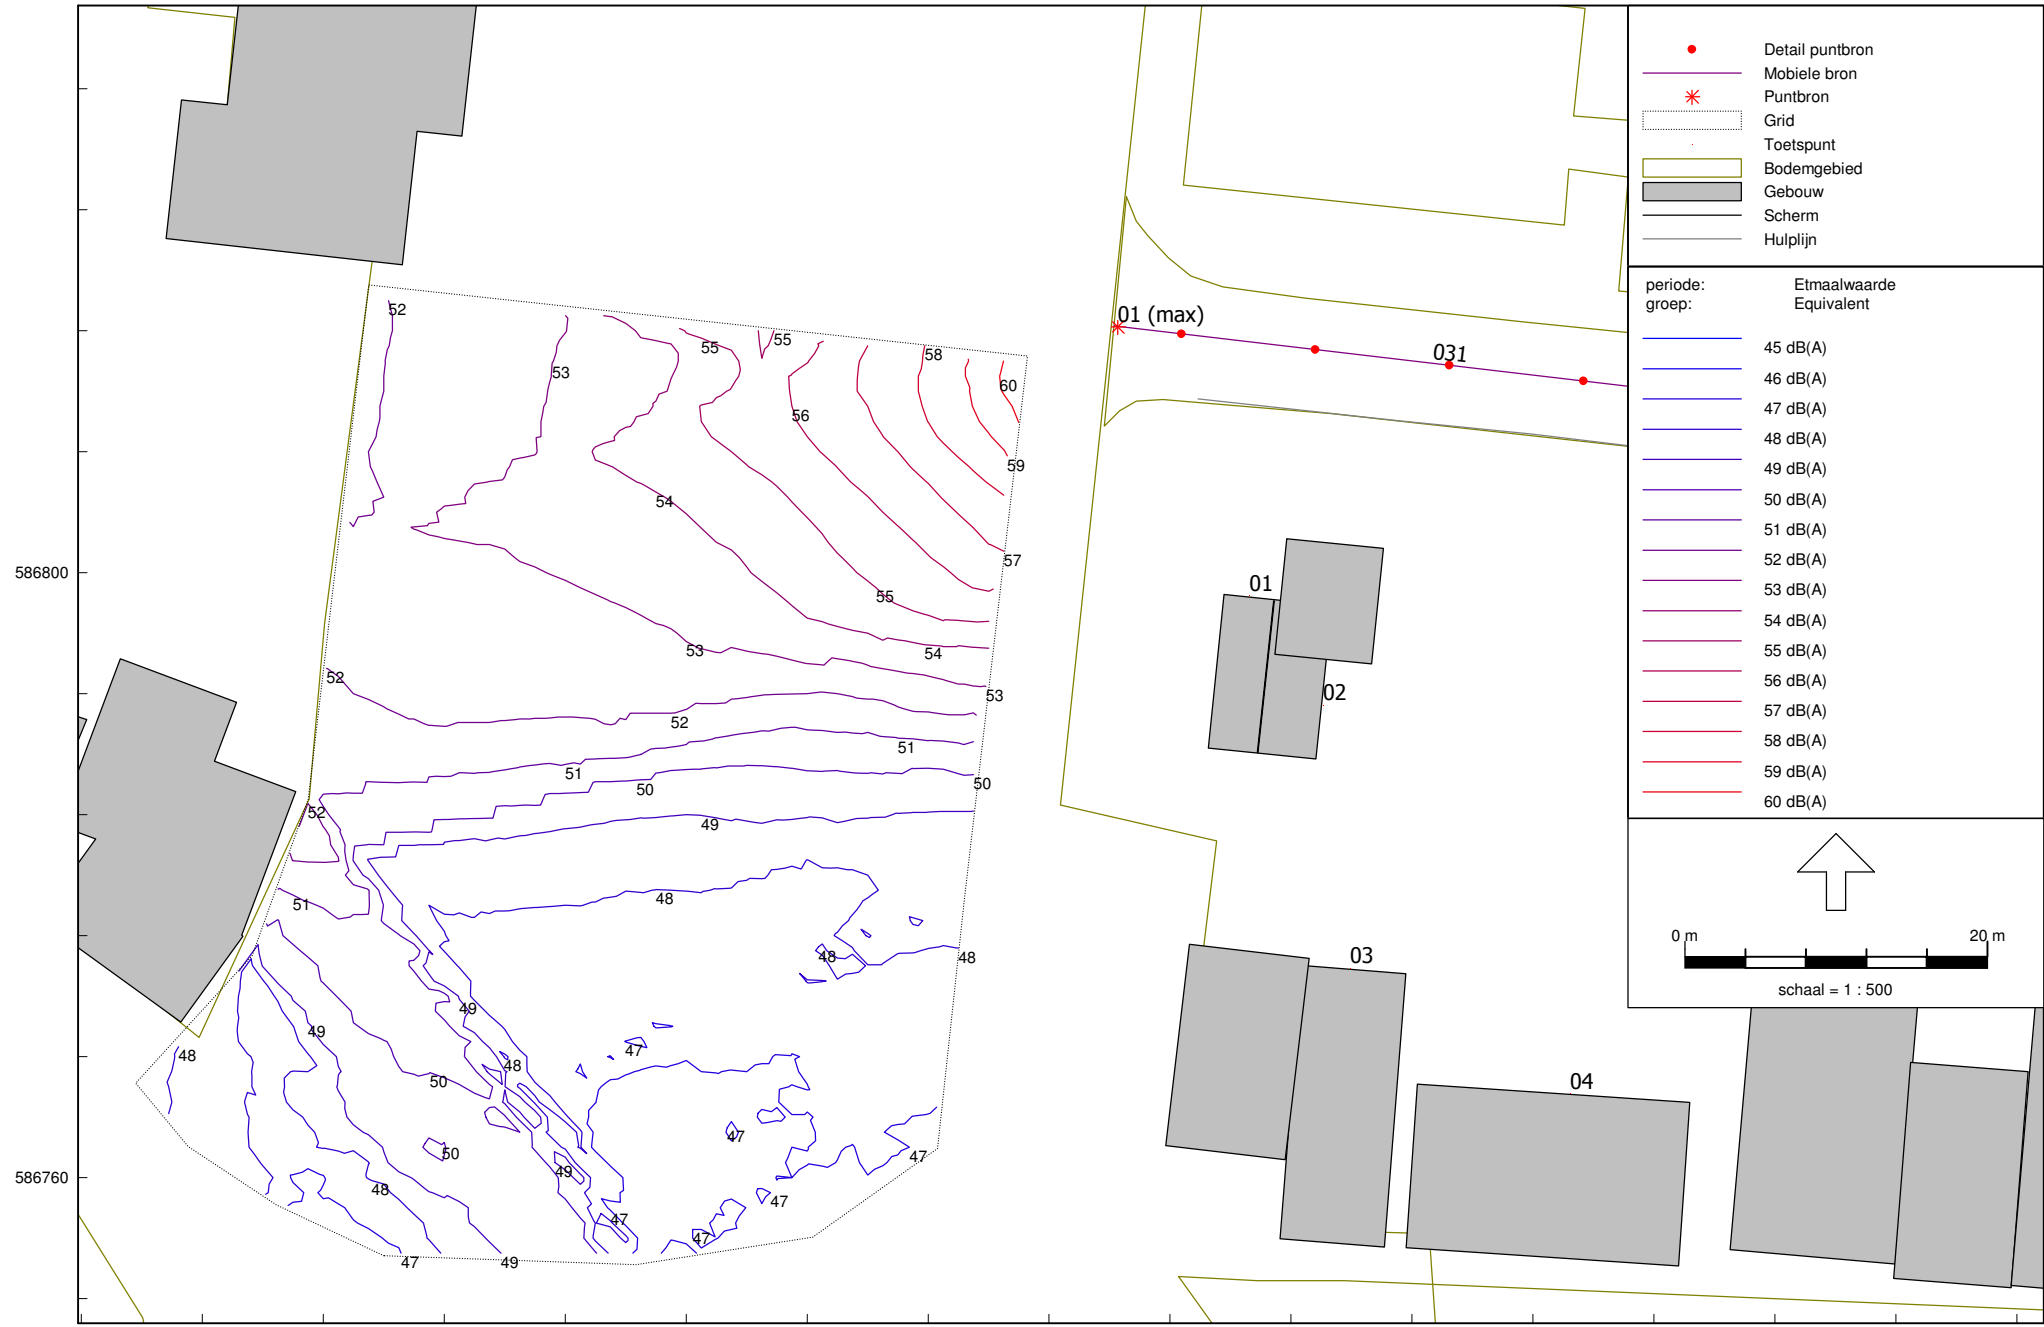 Detail puntbron
Mobiele bron
Puntbron
Grid
Toetspunt
Bodemgebied
Gebouw
Scherm
Hulplijn
periode: Etmaalwaarde
groep: Equivalent
45 dB(A)
46 dB(A)
47 dB(A)
48 dB(A)
49 dB(A)
50 dB(A)
51 dB(A)
52 dB(A)
53 dB(A)
54 dB(A)
55 dB(A)
56 dB(A)
57 dB(A)
58 dB(A)
59 dB(A)
60 dB(A)
0 m 20 m
schaal = 1 : 500
52
01 (max)
55
55
58
031
53
60
56
59
54
57
586800
01
55
53
54
52
53
02
52
51
51
50
50
52
49
48
51
48
48
03
49
49
47
48
48
50
04
47
50
47
49
586760
48
47
47
47
47
49